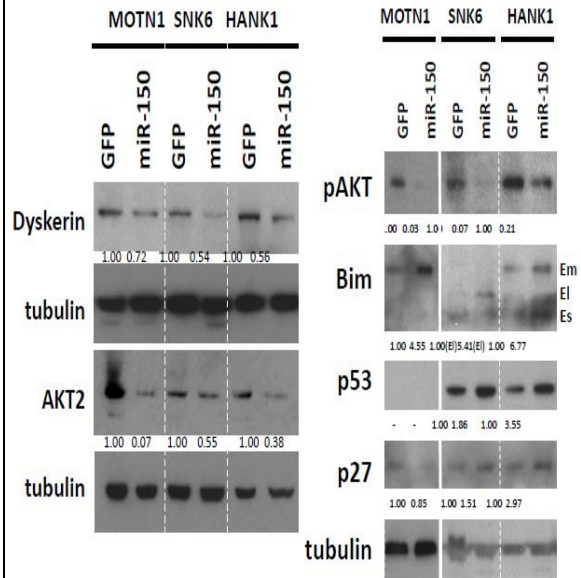 MOTN1 SNK6 HANK1
GFP miR-150 GFP miR-150 GFP miR-150
Dyskerin
1.00 0.72 1.00 0.54 1.00 0.56
tubulin
AKT2
1.00 0.07 1.00 0.55 1.00 0.38
tubulin
MOTN1 SNK6 HANK1
GFP miR-150 GFP miR-150 GFP miR-150
pAKT
.00 0.03 1.0( 0.07 1.00 0.21
Bim
Em
El
Es
1.00 4.55 1.00(El)5.41(El) 1.00 6.77
p53
- - 1.00 1.86 1.00 3.55
p27
1.00 0.85 1.00 1.51 1.00 2.97
tubulin